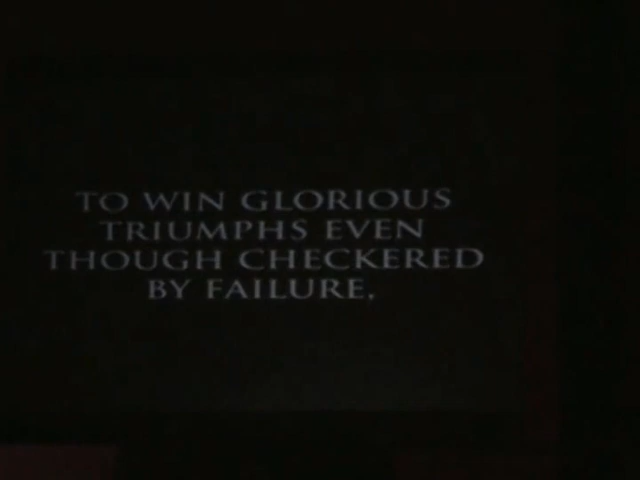 TO WIN GLORIOUS
TRIUMPHS EVEN
THOUGH CHECKERED
BY FAILURE,